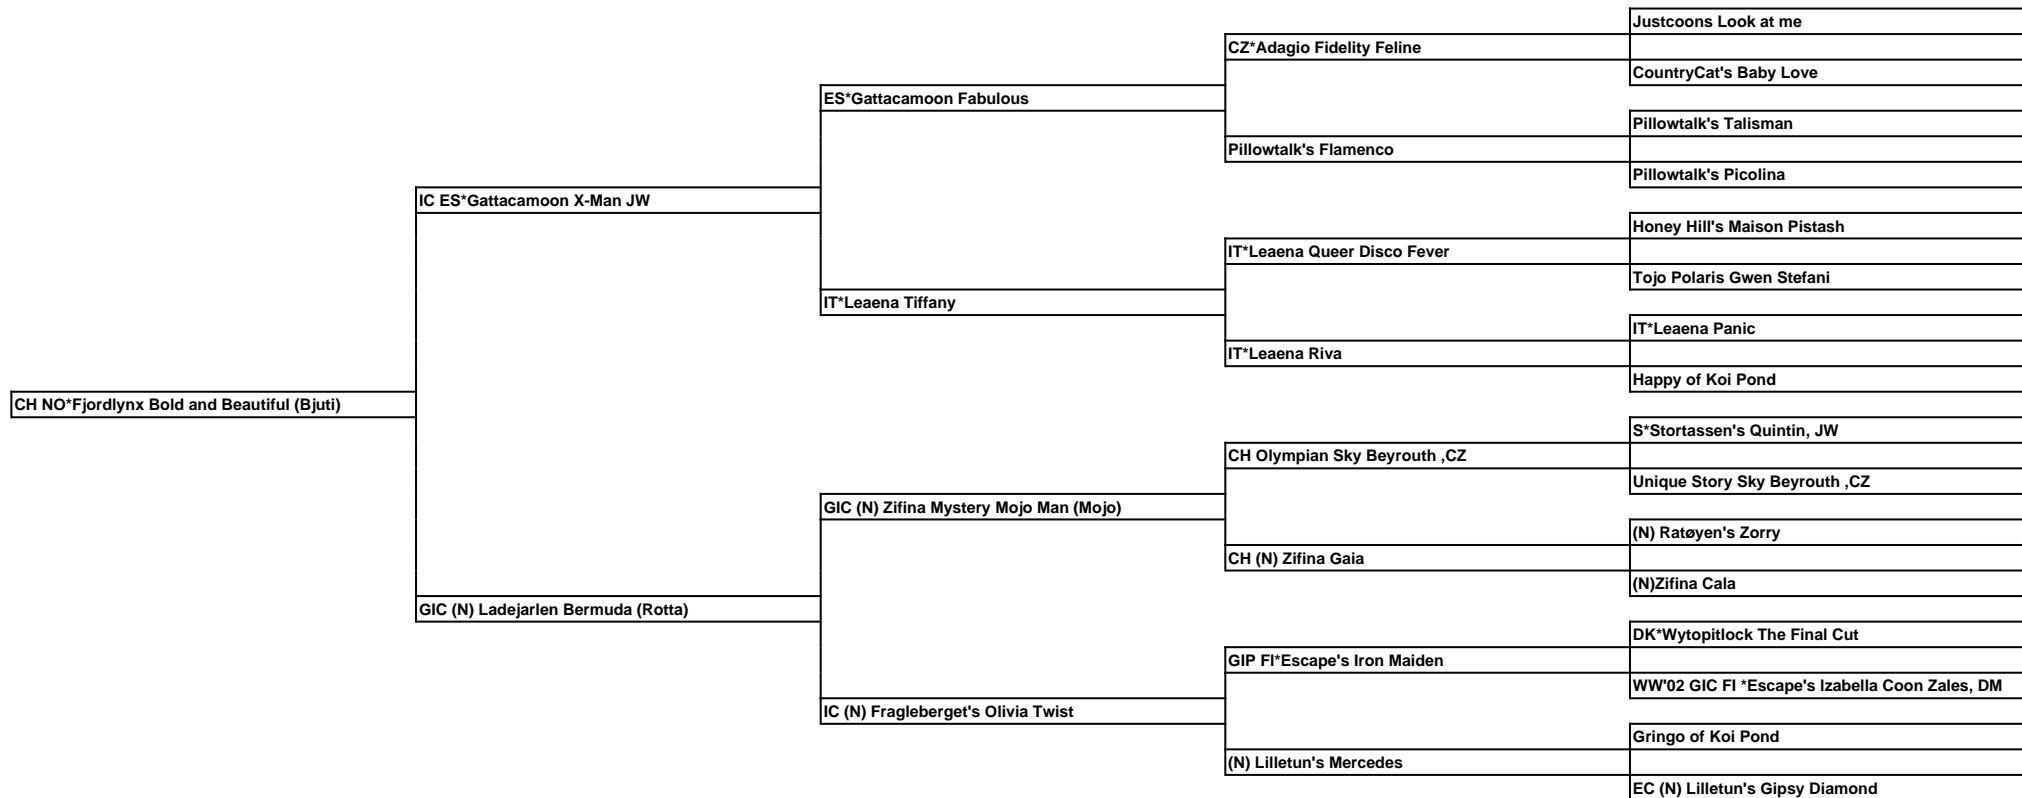 Justcoons Look at me
CZ*Adagio Fidelity Feline
CountryCat's Baby Love
ES*Gattacamoon Fabulous
Pillowtalk's Talisman
Pillowtalk's Flamenco
Pillowtalk's Picolina
IC ES*Gattacamoon X-Man JW
Honey Hill's Maison Pistash
IT*Leaena Queer Disco Fever
Tojo Polaris Gwen Stefani
IT*Leaena Tiffany
IT*Leaena Panic
IT*Leaena Riva
Happy of Koi Pond
CH NO*Fjordlynx Bold and Beautiful (Bjuti)
S*Stortassen's Quintin, JW
CH Olympian Sky Beyrouth ,CZ
Unique Story Sky Beyrouth ,CZ
GIC (N) Zifina Mystery Mojo Man (Mojo)
(N) Ratøyen's Zorry
CH (N) Zifina Gaia
(N)Zifina Cala
GIC (N) Ladejarlen Bermuda (Rotta)
DK*Wytopitlock The Final Cut
GIP FI*Escape's Iron Maiden
WW'02 GIC FI *Escape's Izabella Coon Zales, DM
IC (N) Fragleberget's Olivia Twist
Gringo of Koi Pond
(N) Lilletun's Mercedes
EC (N) Lilletun's Gipsy Diamond